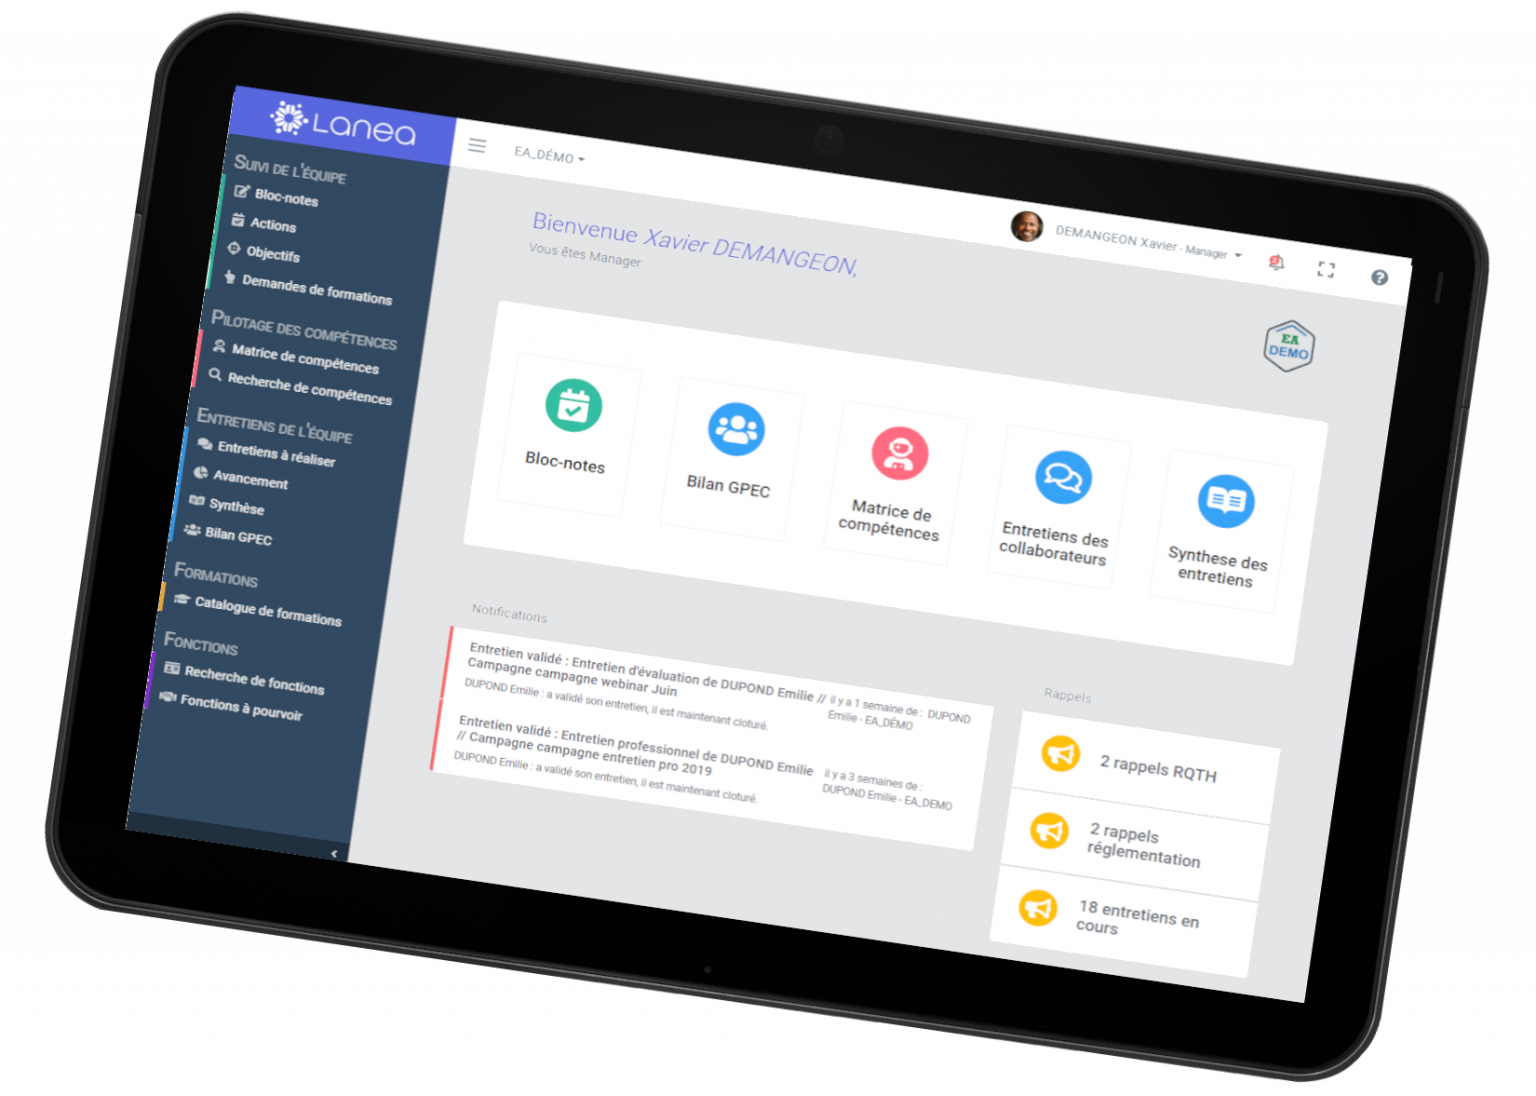 Lanea
EA_DÉMO
DEMANGEON Xavier - Manager
SUIVI DE L'ÉQUIPE
Bloc-notes
Actions
Objectifs
Demandes de formations
PILOTAGE DES COMPÉTENCES
Matrice de compétences
Recherche de compétences
ENTRETIENS DE L'ÉQUIPE
Entretiens à réaliser
Avancement
Synthèse
Bilan GPEC
FORMATIONS
Catalogue de formations
FONCTIONS
Recherche de fonctions
Fonctions à pourvoir
Bienvenue Xavier DEMANGEON,
Vous êtes Manager.
EA
DEMO
Bloc-notes
Bilan GPEC
Matrice de
compétences
Entretiens des
collaborateurs
Synthese des
entretiens
Notifications
Entretien validé : Entretien d'évaluation de DUPOND Emilie //
Campagne campagne webinar Juin
DUPOND Emilie : a validé son entretien, il est maintenant cloturé.
il y a 1 semaine de : DUPOND
Emilie - EA_DÉMO
Entretien validé : Entretien professionnel de DUPOND Emilie
// Campagne campagne entretien pro 2019
DUPOND Emilie : a validé son entretien, il est maintenant cloturé.
il y a 3 semaines de :
DUPOND Emilie - EA_DEMO
Rappels
2 rappels RQTH
2 rappels
réglementation
18 entretiens en
cours